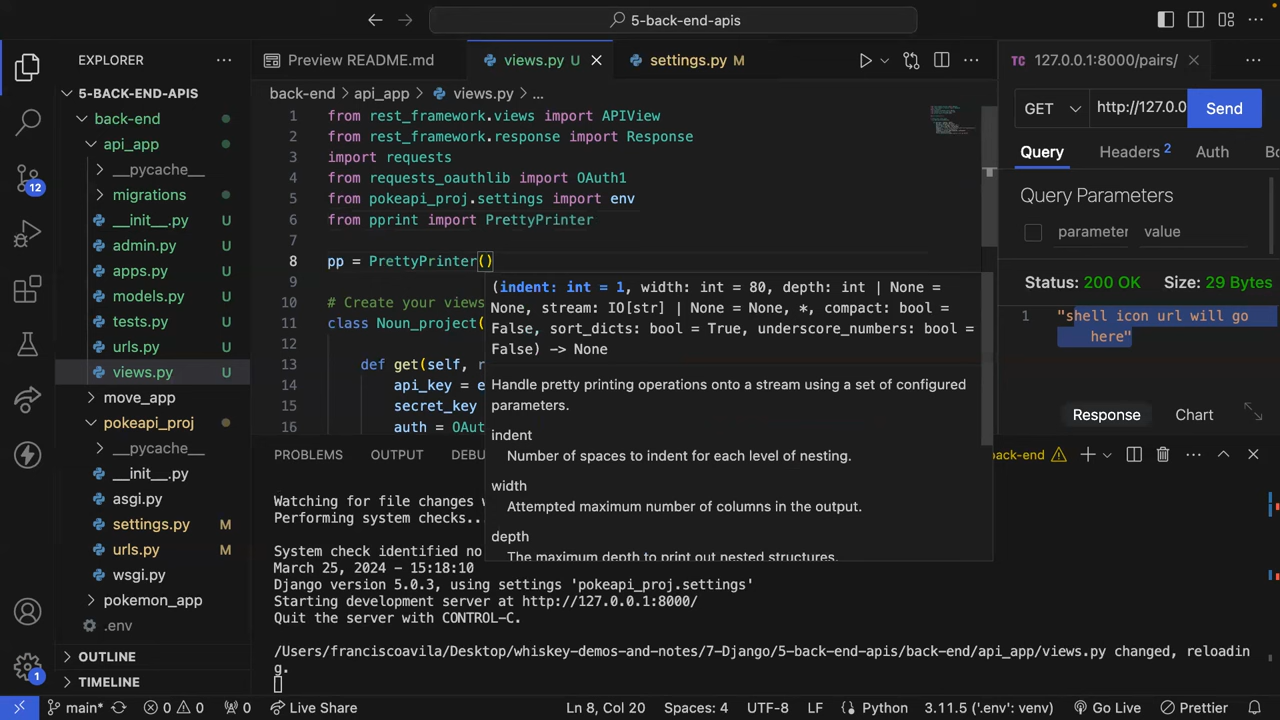 5-back-end-apis
EXPLORER
5-BACK-END-APIS
back-end
api_app
__pycache__
migrations
__init__.py U
admin.py U
apps.py U
models.py U
tests.py U
urls.py U
views.py U
move_app
pokeapi_proj
__pycache__
__init__.py
asgi.py
settings.py M
urls.py M
wsgi.py
pokemon_app
.env
OUTLINE
TIMELINE
12
1
Preview README.md
views.py U
settings.py M
back-end > api_app > views.py > ...
1 from rest_framework.views import APIView
2 from rest_framework.response import Response
3 import requests
4 from requests_oauthlib import OAuth1
5 from pokeapi_proj.settings import env
6 from pprint import PrettyPrinter
7
8 pp = PrettyPrinter()
9
10 # Create your views
11 class Noun_project(
12
13 def get(self, r
14 api_key = e
15 secret_key
16 auth = OAut
(indent: int = 1, width: int = 80, depth: int | None =
None, stream: IO[str] | None = None, *, compact: bool =
False, sort_dicts: bool = True, underscore_numbers: bool =
False) -> None
Handle pretty printing operations onto a stream using a set of configured
parameters.
indent
Number of spaces to indent for each level of nesting.
width
Attempted maximum number of columns in the output.
depth
The maximum depth to print out nested structures.
PROBLEMS OUTPUT DEBU
back-end
Watching for file changes w
Performing system checks..
System check identified no
March 25, 2024 - 15:18:10
Django version 5.0.3, using settings 'pokeapi_proj.settings'
Starting development server at http://127.0.0.1:8000/
Quit the server with CONTROL-C.
/Users/franciscoavila/Desktop/whiskey-demos-and-notes/7-Django/5-back-end-apis/back-end/api_app/views.py changed, reloadin
g.
TC 127.0.0.1:8000/pairs/
GET http://127.0.0 Send
Query Headers 2 Auth Bo
Query Parameters
parameter value
Status: 200 OK Size: 29 Bytes
1 "shell icon url will go
here"
Response Chart
main* 0 0 0 Live Share Ln 8, Col 20 Spaces: 4 UTF-8 LF Python 3.11.5 ('.env': venv) Go Live Prettier